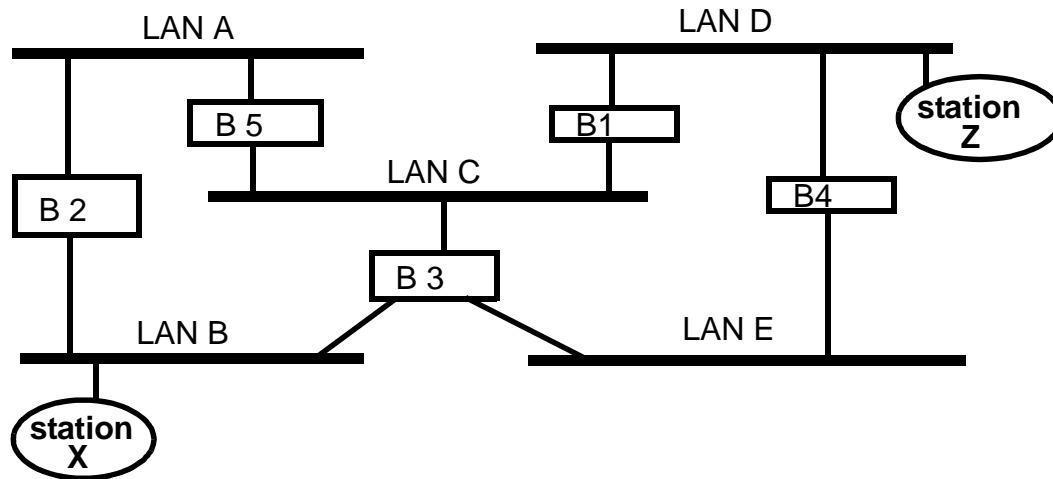 LAN A
LAN D
B 5
B1
station
Z
LAN C
B 2
B4
B 3
LAN B
LAN E
station
X